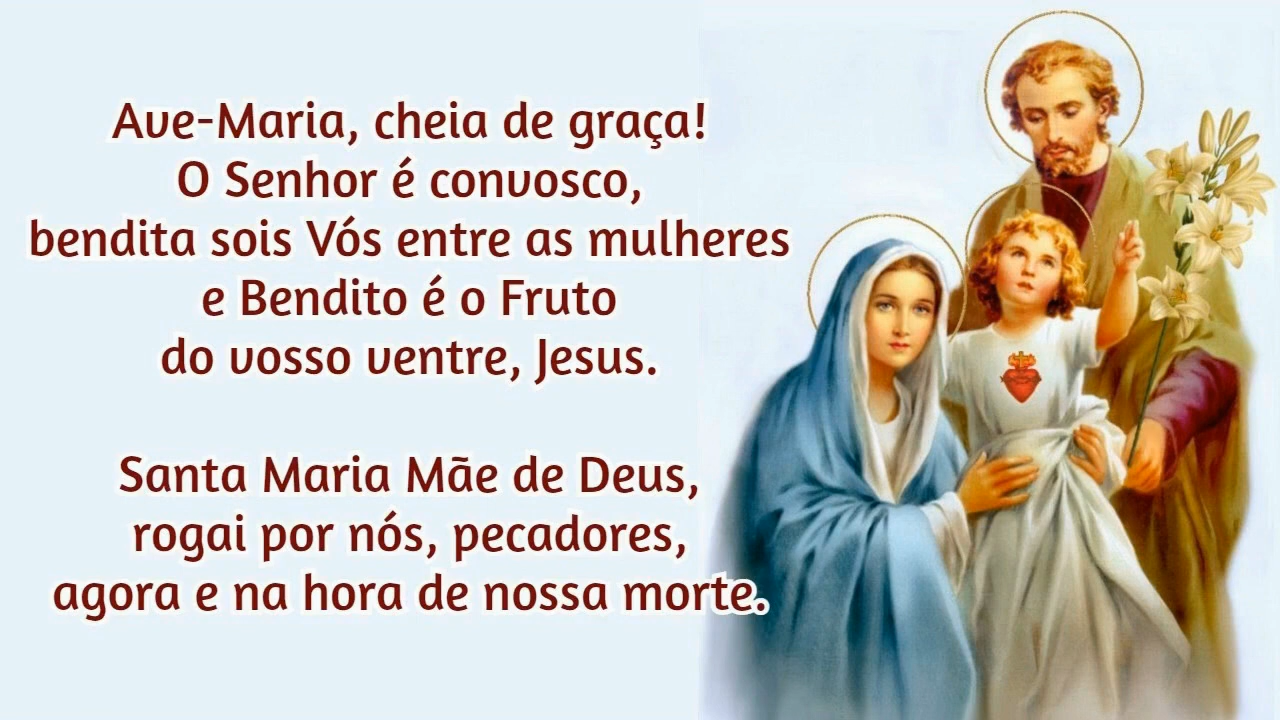 Ave-Maria, cheia de graça!
O Senhor é convosco,
bendita sois Vós entre as mulheres
e Bendito é o Fruto
do vosso ventre, Jesus.
Santa Maria Mãe de Deus,
rogai por nós, pecadores,
agora e na hora de nossa morte.